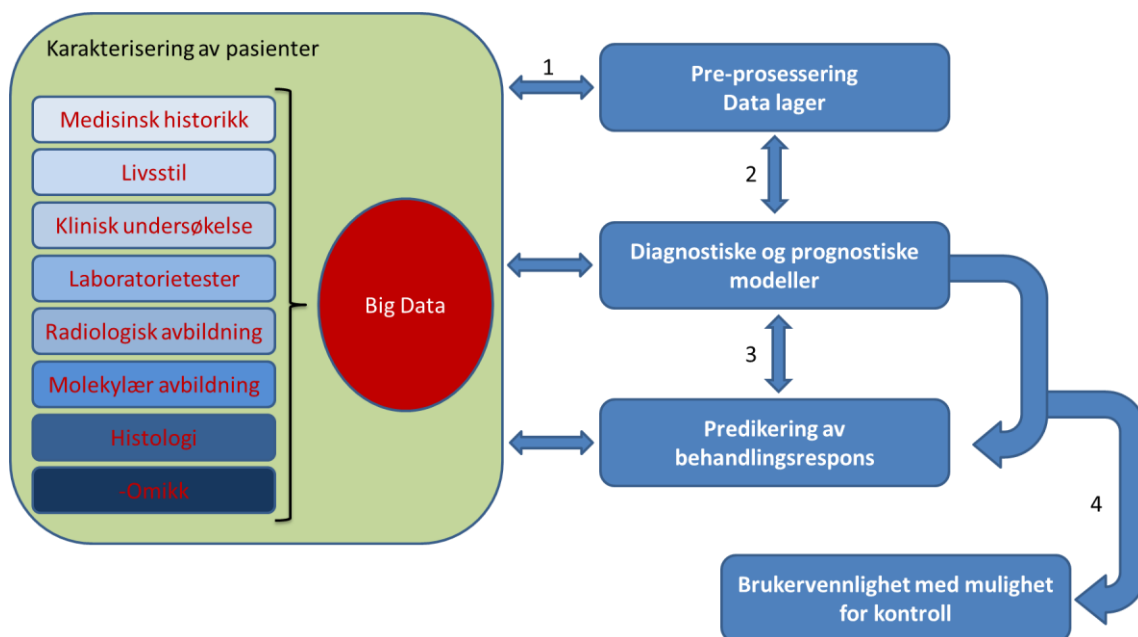 Karakterisering av pasienter
Medisinsk historikk
Livsstil
Klinisk undersøkelse
Laboratorietester
Radiologisk avbildning
Molekylær avbildning
Histologi
-Omikk
Big Data
1
Pre-prosessering
Data lager
2
Diagnostiske og prognostiske
modeller
3
Predikering av
behandlingsrespons
4
Brukervennlighet med mulighet
for kontroll